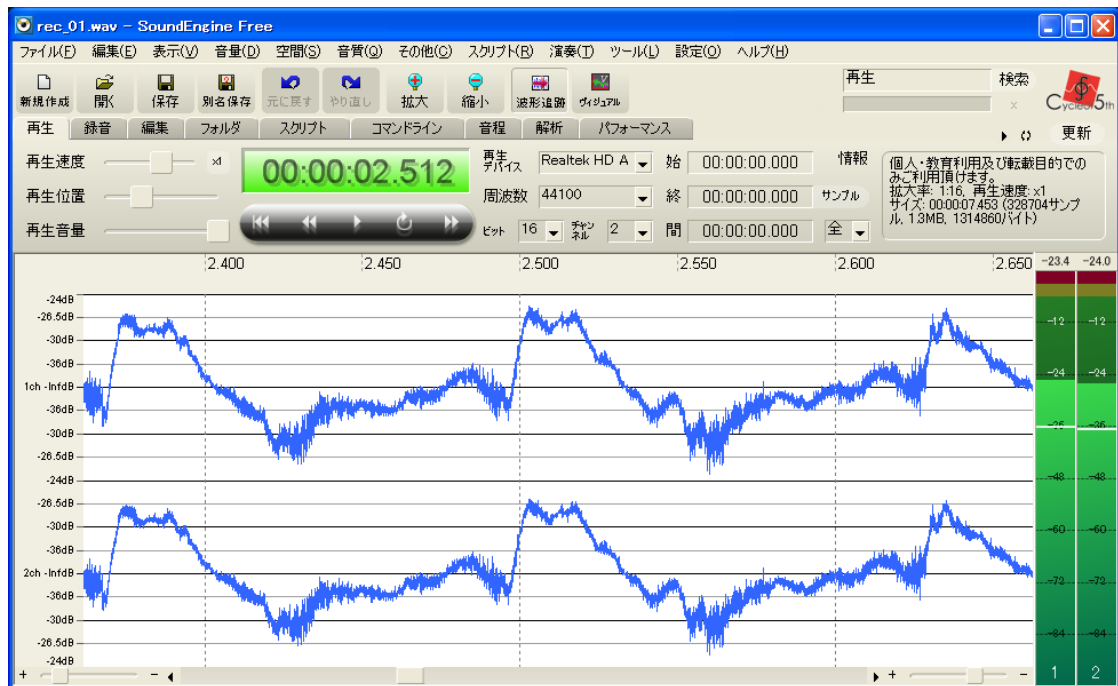 rec_01.wav – SoundEngine Free
ファイル(F) 編集(E) 表示(V) 音量(D) 空間(S) 音質(Q) その他(C) スクリプト(R) 演奏(T) ツール(L) 設定(O) ヘルプ(H)
新規作成 開く 保存 別名保存 元に戻す やり直し 拡大 縮小 波形追跡 ヴィジュアル
再生 検索
×
Cycleof5th
再生 録音 編集 フォルダ スクリプト コマンドライン 音程 解析 パフォーマンス
更新
再生速度 x1
再生位置
再生音量
00:00:02.512
再生デバイス Realtek HD A
周波数 44100
ビット 16 チャンネル 2
始 00:00:00.000
終 00:00:00.000
間 00:00:00.000
情報
サンプル
全
個人・教育利用及び転載目的での
みご利用頂けます。
拡大率: 1:16, 再生速度: x1
サイズ: 00:00:07.453 (328704サンプ
ル, 1.3MB, 1314860バイト)
2.400 2.450 2.500 2.550 2.600 2.650
-23.4 -24.0
-24dB
-26.5dB
-30dB
-36dB
1ch -InfdB
-36dB
-30dB
-26.5dB
-24dB
-26.5dB
-30dB
-36dB
2ch -InfdB
-36dB
-30dB
-26.5dB
-24dB
-12 -12
-24 -24
-36
-48 -48
-60 -60
-72 -72
-84 -84
1 2
+ - + -